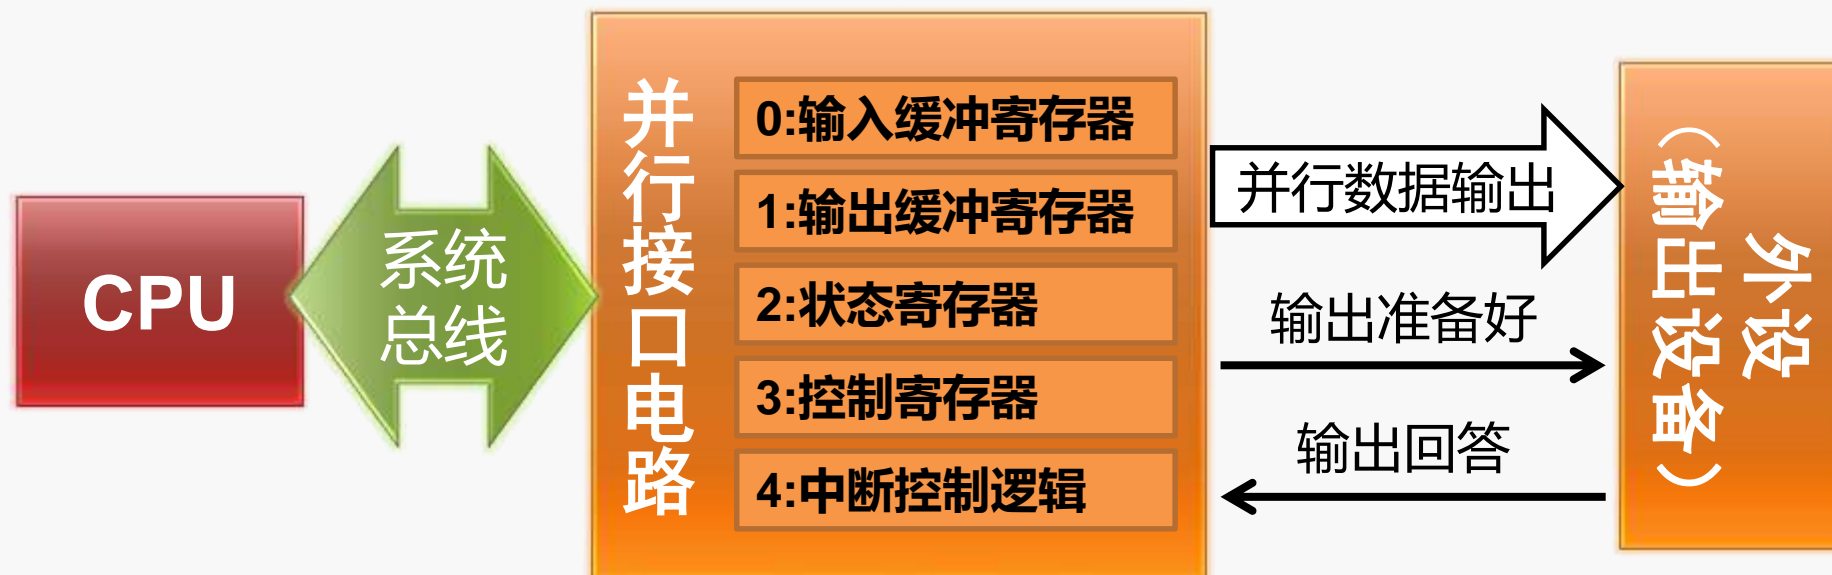 CPU
系统
总线
并行接口电路
0:输入缓冲寄存器
1:输出缓冲寄存器
2:状态寄存器
3:控制寄存器
4:中断控制逻辑
并行数据输出
输出准备好
输出回答
外设
（输出设备）